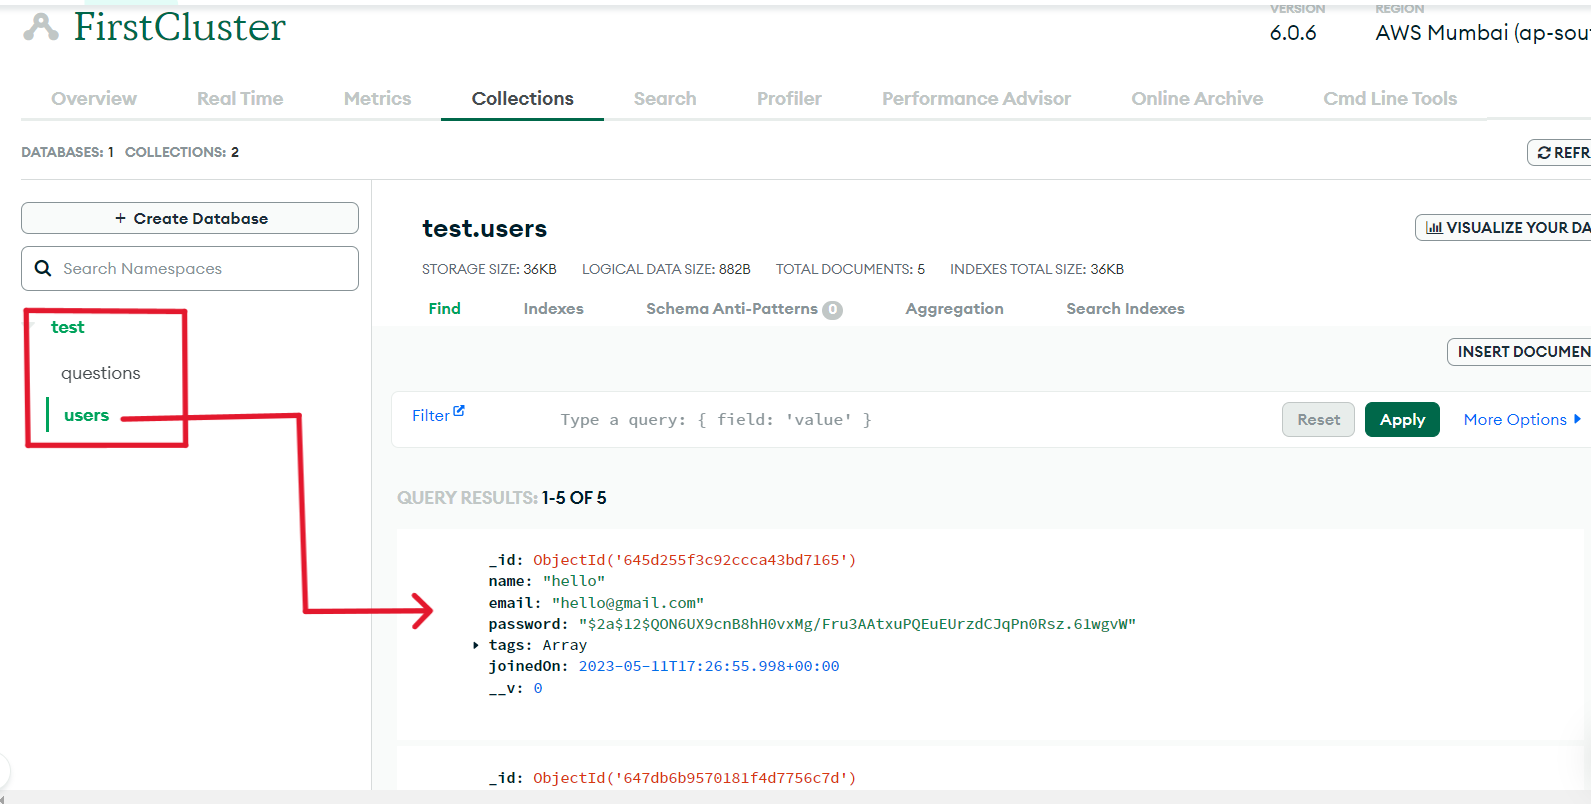 FirstCluster
VERSION
6.0.6
REGION
AWS Mumbai (ap-sout
Overview Real Time Metrics Collections Search Profiler Performance Advisor Online Archive Cmd Line Tools
DATABASES: 1 COLLECTIONS: 2
REFR
+ Create Database
Search Namespaces
test
questions
users
test.users
VISUALIZE YOUR DA
STORAGE SIZE: 36KB LOGICAL DATA SIZE: 882B TOTAL DOCUMENTS: 5 INDEXES TOTAL SIZE: 36KB
Find Indexes Schema Anti-Patterns 0 Aggregation Search Indexes
INSERT DOCUMEN
Filter Type a query: { field: 'value' } Reset Apply More Options
QUERY RESULTS: 1-5 OF 5
_id: ObjectId('645d255f3c92ccca43bd7165')
name: "hello"
email: "hello@gmail.com"
password: "$2a$12$QON6UX9cnB8hH0vxMg/Fru3AAtxuPQEuEUrzdCJqPn0Rsz.61wgvW"
tags: Array
joinedOn: 2023-05-11T17:26:55.998+00:00
__v: 0
_id: ObjectId('647db6b9570181f4d7756c7d')